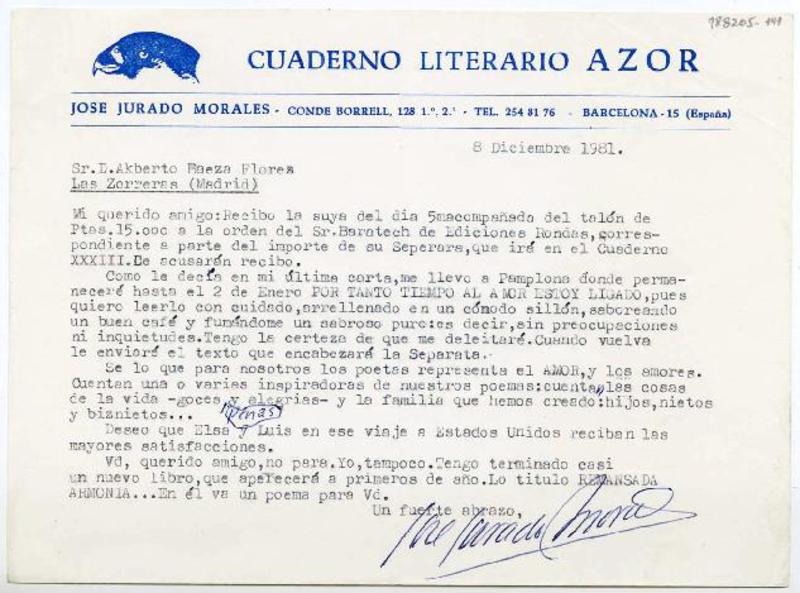 188205-141
CUADERNO LITERARIO AZOR
JOSE JURADO MORALES - CONDE BORRELL, 128 1.º, 2.ª - TEL. 254 81 76 - BARCELONA - 15 (España)
8 Diciembre 1981.
Sr.D.Akberto Baeza Flores
Las Zorreras (Madrid)
Mi querido amigo:Recibo la suya del dia 5macompañada del talón de
Ptas.15.000 a la orden del Sr.Baratech de Ediciones Rondas,corres-
pondiente a parte del importe de su Seperara,que irá en el Cuaderno
XXXIII.De acusarán recibo.
Como le decía en mi última carta,me llevo a Pamplona donde perma-
neceré hasta el 2 de Enero POR TANTO TIEMPO AL AMOR ESTOY LIGADO,pues
quiero leerlo con cuidado,arrellenado en un cónodo sillón,saboreando
un buen café y fumándome un sabroso puro:es decir,sin preocupaciones
ni inquietudes.Tengo la certeza de que me deleitaré.Cuando vuelva
le enviaré el texto que encabezará la Separata.
Se lo que para nosotros los poetas representa el AMOR,y los amores.
Cuentan una o varias inspiradoras de nuestros poemas:cuentan,las cosas
de la vida -goces y alegrias- y la familia que hemos creado:hijos,nietos
y biznietos... penas
Deseo que Elsa y Luis en ese viaje a Estados Unidos reciban las
mayores satisfacciones.
Vd, querido amigo,no para.Yo,tampoco.Tengo terminado casi
un nuevo libro,que aparecerá a primeros de año.Lo titulo REMANSADA
ARMONIA...En él va un poema para Vd.
Un fuerte abrazo,
José Jurado Morales